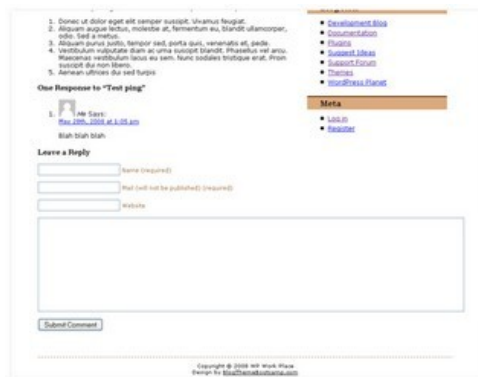 1. Donec ut dolor eget elit semper suscipit. Vivamus feugiat.
2. Aliquam augue lectus, molestie at, fermentum eu, blandit ullamcorper,
odio. Sed a metus.
3. Aliquam purus justo, tempor sed, porta quis, venenatis et, pede.
4. Vestibulum vulputate diam ac urna suscipit blandit. Phasellus vel arcu.
Maecenas vestibulum lacus eu sem. Nunc sodales tristique erat. Proin
suscipit dui non libero.
5. Aenean ultrices dui sed turpis
One Response to "Test ping"
1. Mr Says:
May 29th, 2008 at 1:05 am
Blah blah blah
Leave a Reply
Name (required)
Mail (will not be published) (required)
Website
Submit Comment
Development Blog
Documentation
Plugins
Suggest Ideas
Support Forum
Themes
WordPress Planet
Meta
Log in
Register
Copyright © 2008 WP Work Place
Design by BlogThemeBootcamp.com